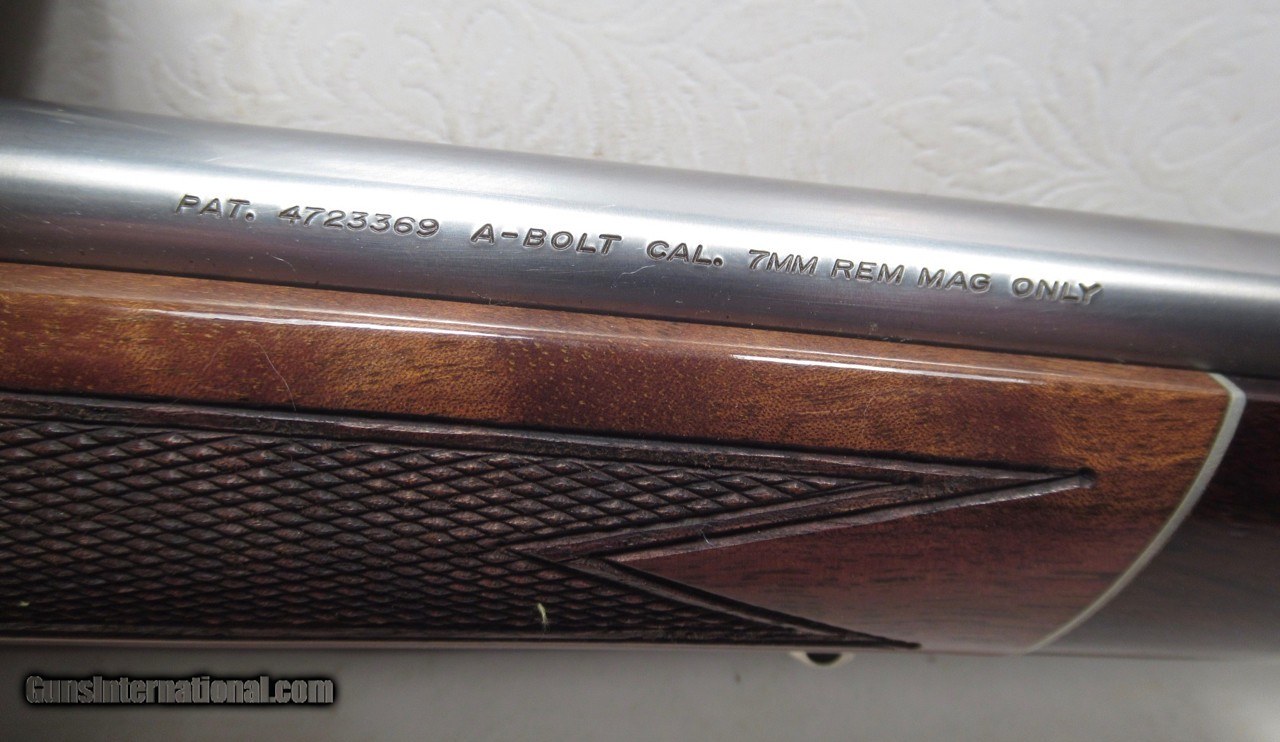 PAT. 4723369 A-BOLT CAL. 7MM REM MAG ONLY
GunsInternational.com